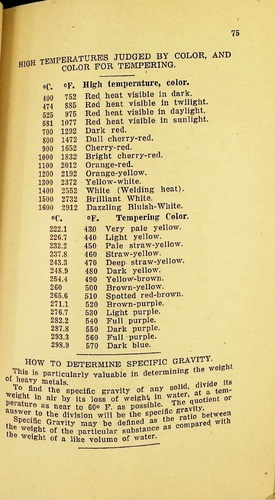 75
HIGH TEMPERATURES JUDGED BY COLOR, AND
COLOR FOR TEMPERING.
°C. °F. High temperature, color.
400 752 Red heat visible in dark.
474 885 Red heat visible in twilight.
525 975 Red heat visible in daylight.
581 1077 Red heat visible in sunlight.
700 1292 Dark red.
800 1472 Dull cherry-red.
900 1652 Cherry-red.
1000 1832 Bright cherry-red.
1100 2012 Orange-red.
1200 2192 Orange-yellow.
1300 2372 Yellow-white.
1400 2552 White (Welding heat).
1500 2732 Brilliant White.
1600 2912 Dazzling Bluish-White.
°C. °F. Tempering Color.
222.1 430 Very pale yellow.
226.7 440 Light yellow.
232.2 450 Pale straw-yellow.
237.8 460 Straw-yellow.
243.3 470 Deep straw-yellow.
248.9 480 Dark yellow.
254.4 490 Yellow-brown.
260 500 Brown-yellow.
265.6 510 Spotted red-brown.
271.1 520 Brown-purple.
276.7 530 Light purple.
282.2 540 Full purple.
287.8 550 Dark purple.
293.3 560 Full purple.
298.9 570 Dark blue.
HOW TO DETERMINE SPECIFIC GRAVITY.
This is particularly valuable in determining the weight
of heavy metals.
To find the specific gravity of any solid, divide its
weight in air by its loss of weight in water, at a tem-
perature as near to 60° F. as possible. The quotient or
answer to the division will be the specific gravity.
Specific Gravity may be defined as the ratio between
the weight of the particular substance as compared with
the weight of a like volume of water.